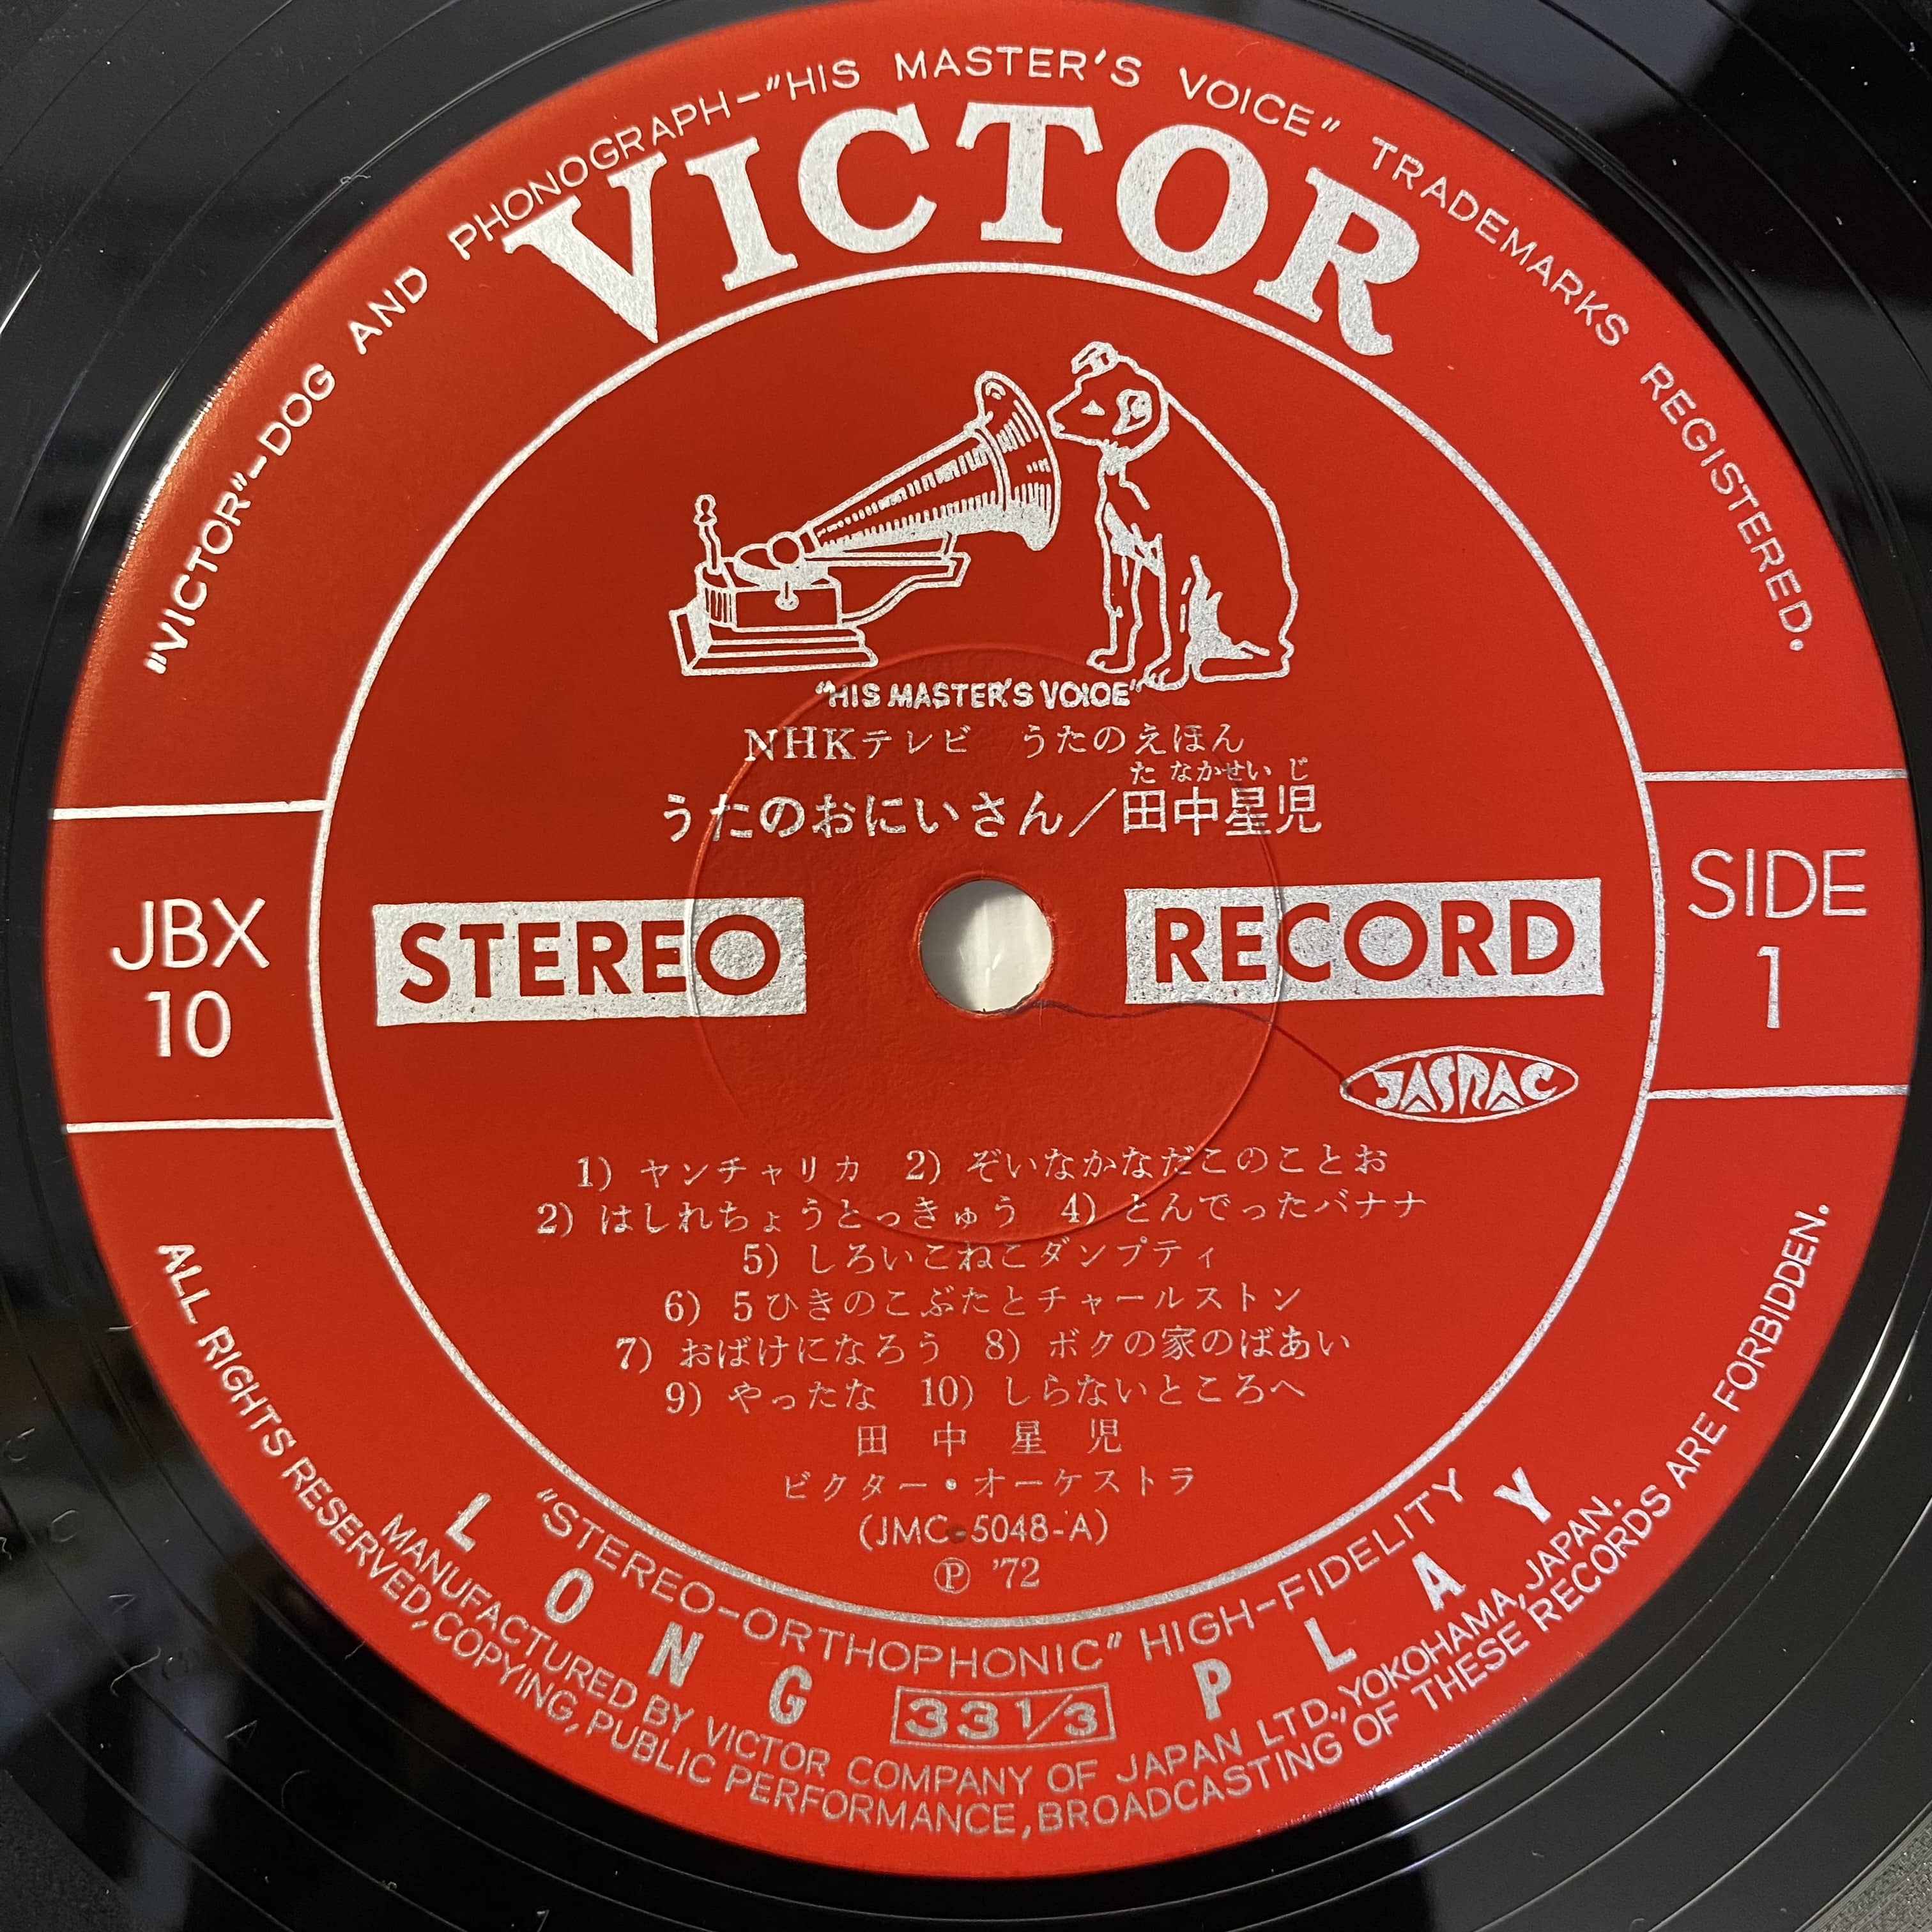 "VICTOR"-DOG AND PHONOGRAPH-"HIS MASTER'S VOICE" TRADEMARKS REGISTERED.
VICTOR
"HIS MASTER'S VOICE"
NHKテレビ　うたのえほん
たなかせいじ
うたのおにいさん／田中星児
JBX
10
STEREO RECORD
SIDE
1
JASRAC
1) ヤンチャリカ　2) ぞいなかなだこのことお
2) はしれちょうとっきゅう　4) とんでったバナナ
5) しろいこねこダンプティ
6) 5ひきのこぶたとチャールストン
7) おばけになろう　8) ボクの家のばあい
9) やったな　10) しらないところへ
田中星児
ビクター・オーケストラ
(JMC-5048-A)
Ⓟ '72
"STEREO-ORTHOPHONIC" HIGH-FIDELITY
LONG 33 1/3 PLAY
MANUFACTURED BY VICTOR COMPANY OF JAPAN LTD., YOKOHAMA, JAPAN.
ALL RIGHTS RESERVED, COPYING, PUBLIC PERFORMANCE, BROADCASTING OF THESE RECORDS ARE FORBIDDEN.